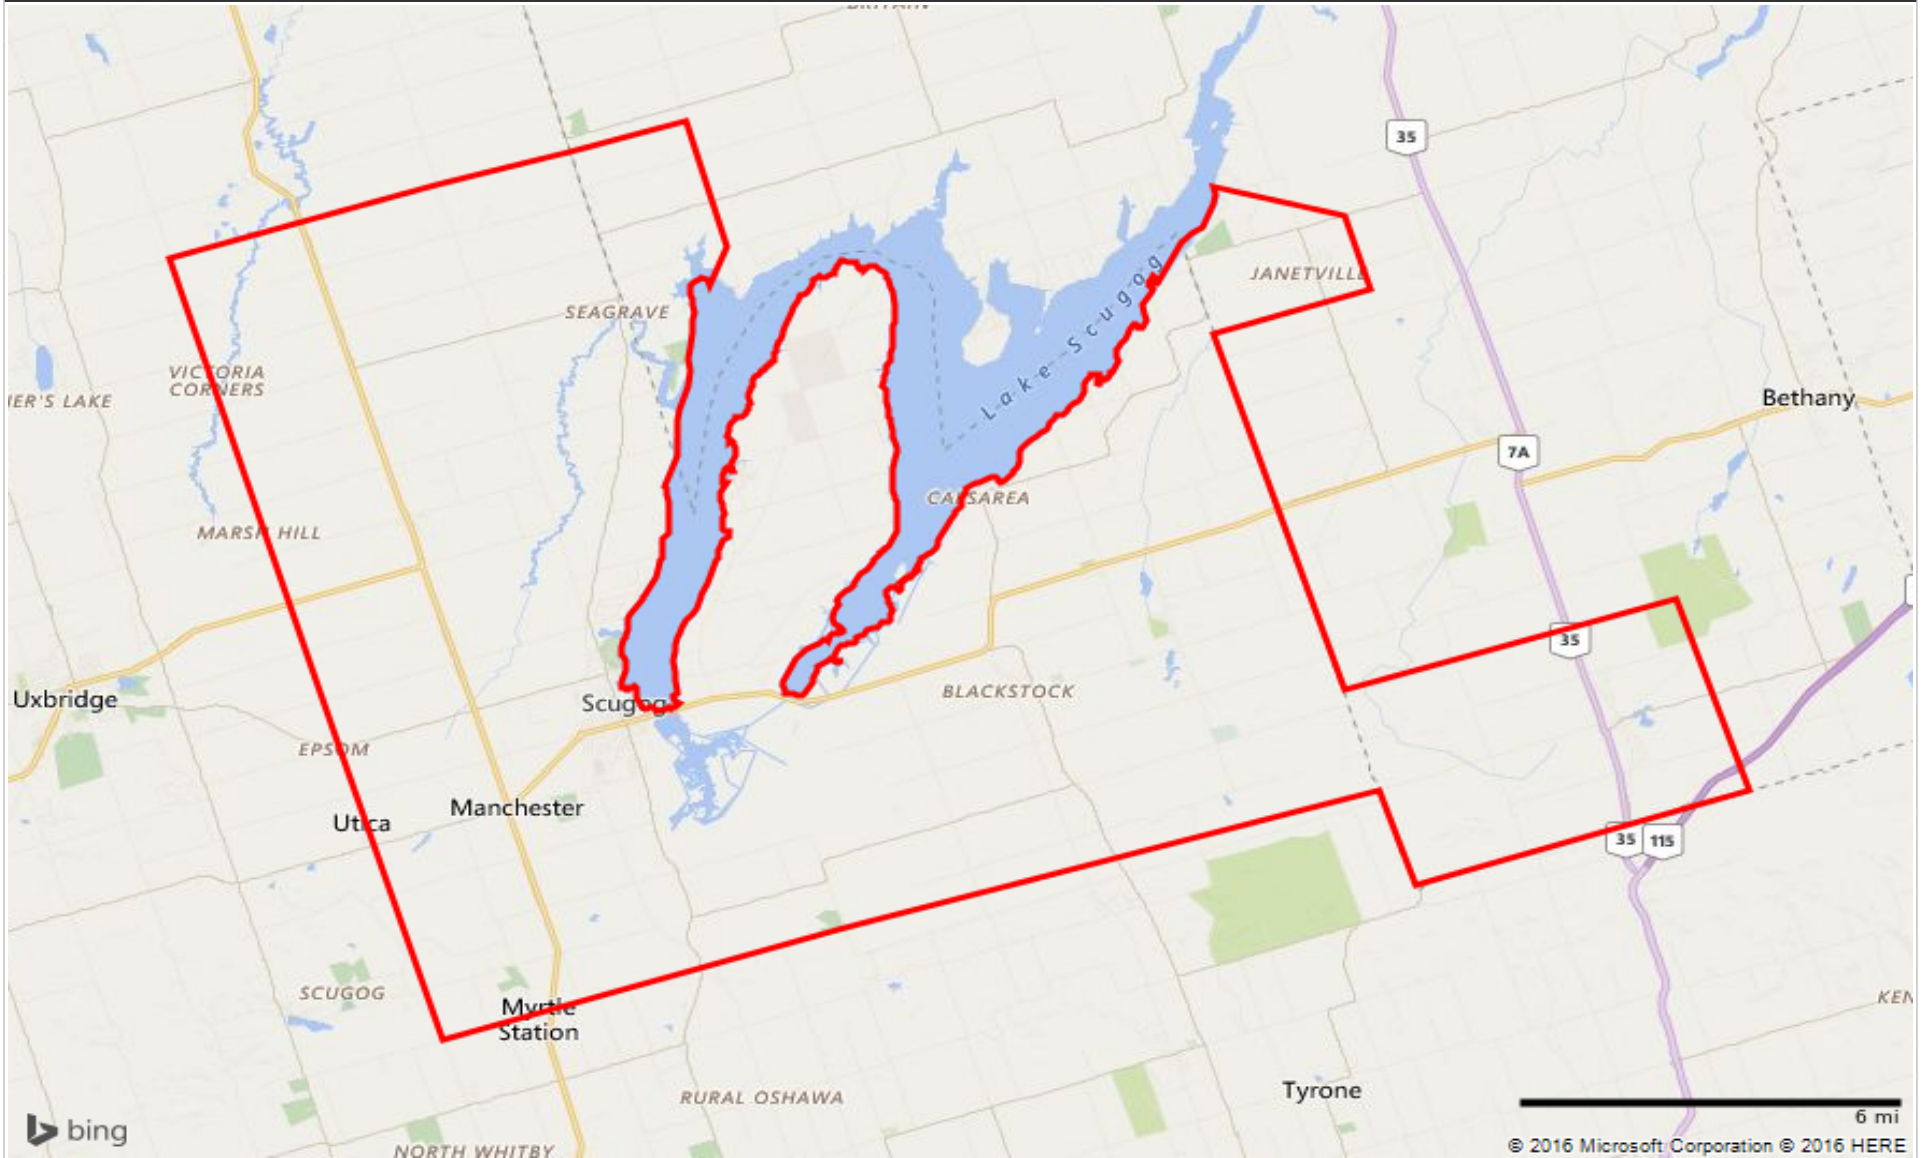 35
JANETVILLE
SEAGRAVE
Lake Scugog
VICTORIA
CORNERS
ER'S LAKE
Bethany
7A
CAESAREA
MARSH HILL
35
Uxbridge
Scugog
BLACKSTOCK
EPSOM
Manchester
Utica
35
115
SCUGOG
Myrtle
Station
KEN
RURAL OSHAWA
Tyrone
6 mi
bing
NORTH WHITBY
© 2016 Microsoft Corporation © 2016 HERE